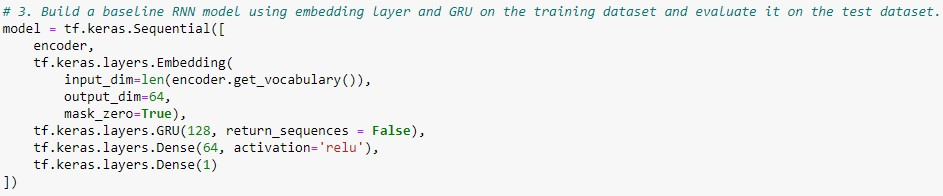 # 3. Build a baseline RNN model using embedding layer and GRU on the training dataset and evaluate it on the test dataset.
model = tf.keras.Sequential([
    encoder,
    tf.keras.layers.Embedding(
        input_dim=len(encoder.get_vocabulary()),
        output_dim=64,
        mask_zero=True),
    tf.keras.layers.GRU(128, return_sequences = False),
    tf.keras.layers.Dense(64, activation='relu'),
    tf.keras.layers.Dense(1)
])